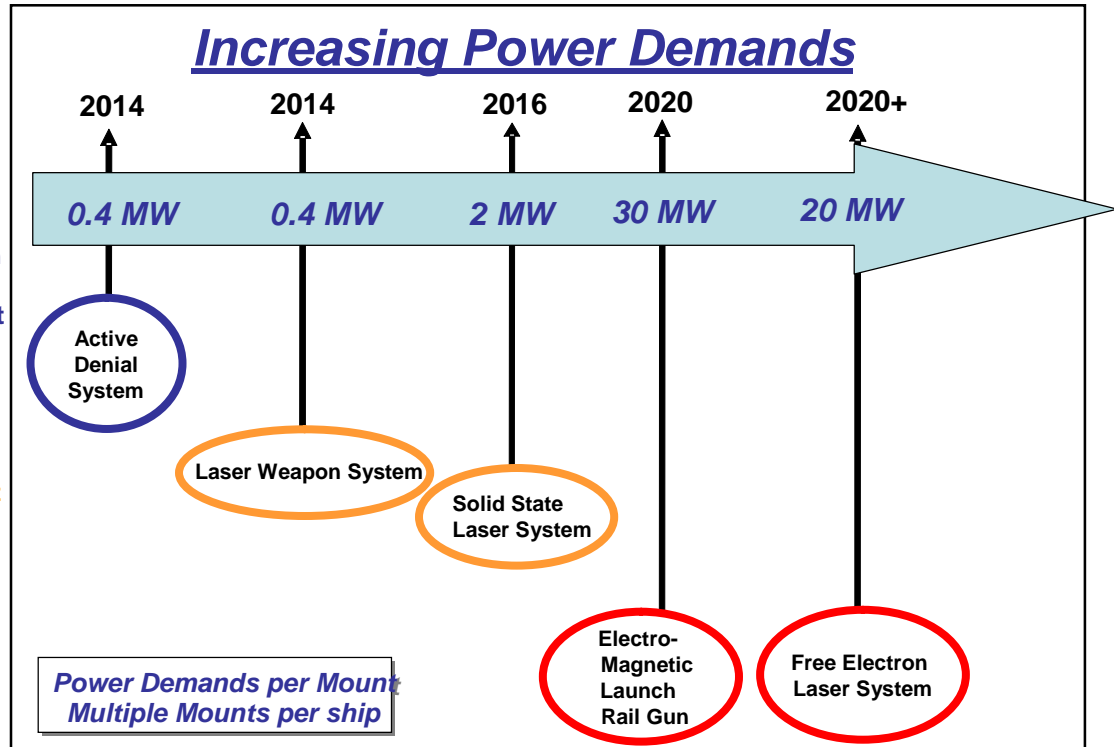 Increasing Power Demands
2014
2014
2016
2020
2020+
0.4 MW
0.4 MW
2 MW
30 MW
20 MW
Active
Denial
System
Laser Weapon System
Solid State
Laser System
Electro-
Magnetic
Launch
Rail Gun
Free Electron
Laser System
Power Demands per Mount
Multiple Mounts per ship